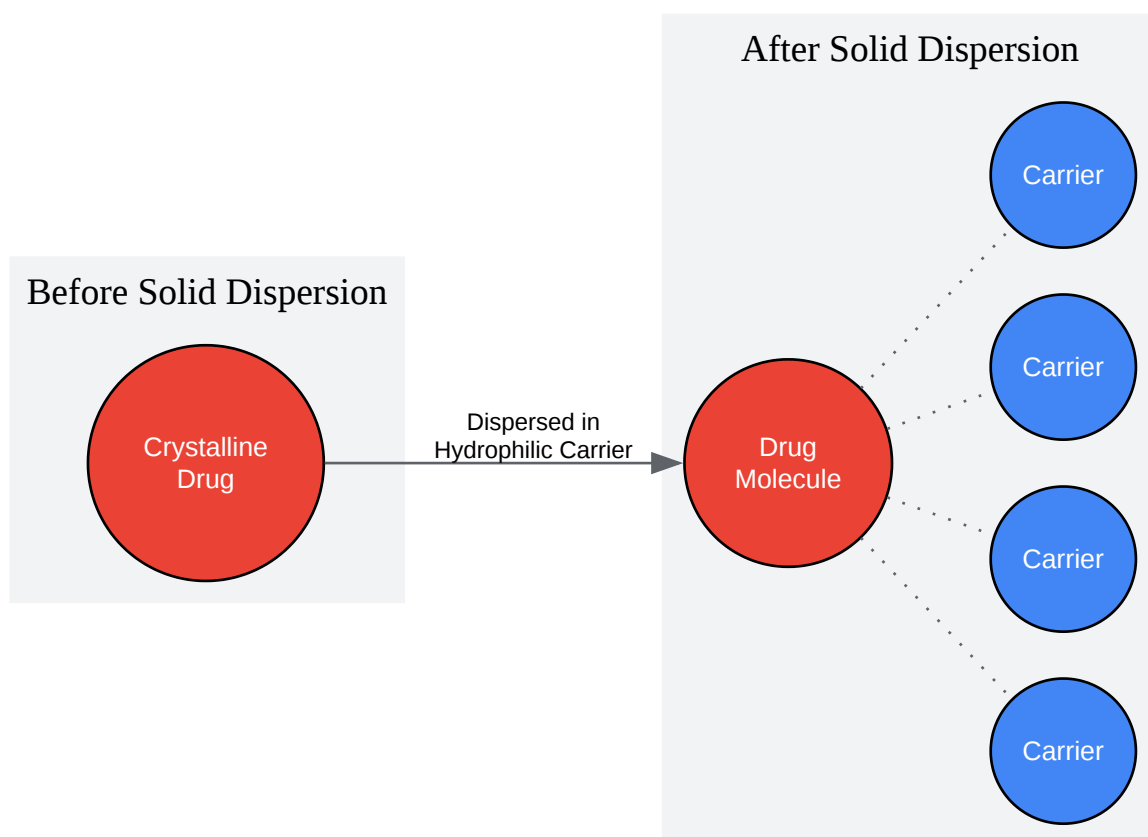 Before Solid Dispersion
Crystalline
Drug
Dispersed in
Hydrophilic Carrier
After Solid Dispersion
Drug
Molecule
Carrier
Carrier
Carrier
Carrier